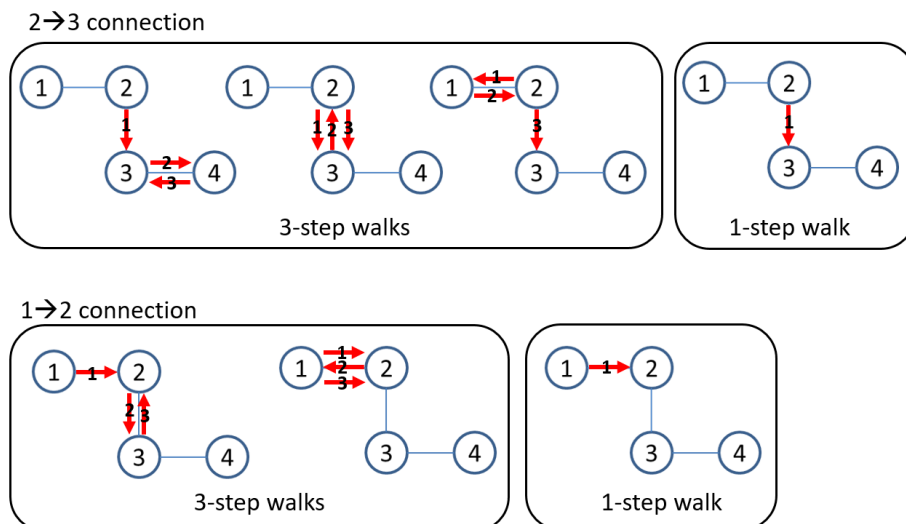 2→3 connection
1 2 1 2 1 1 2 1 2
2
1 1 2 3 3 1
3 2 4 3 4 3 4 3 4
3
3-step walks 1-step walk
1→2 connection
1 1 2 1 1 2 1 1 2
2
3
2 3
3 4 3 4 3 4
3-step walks 1-step walk